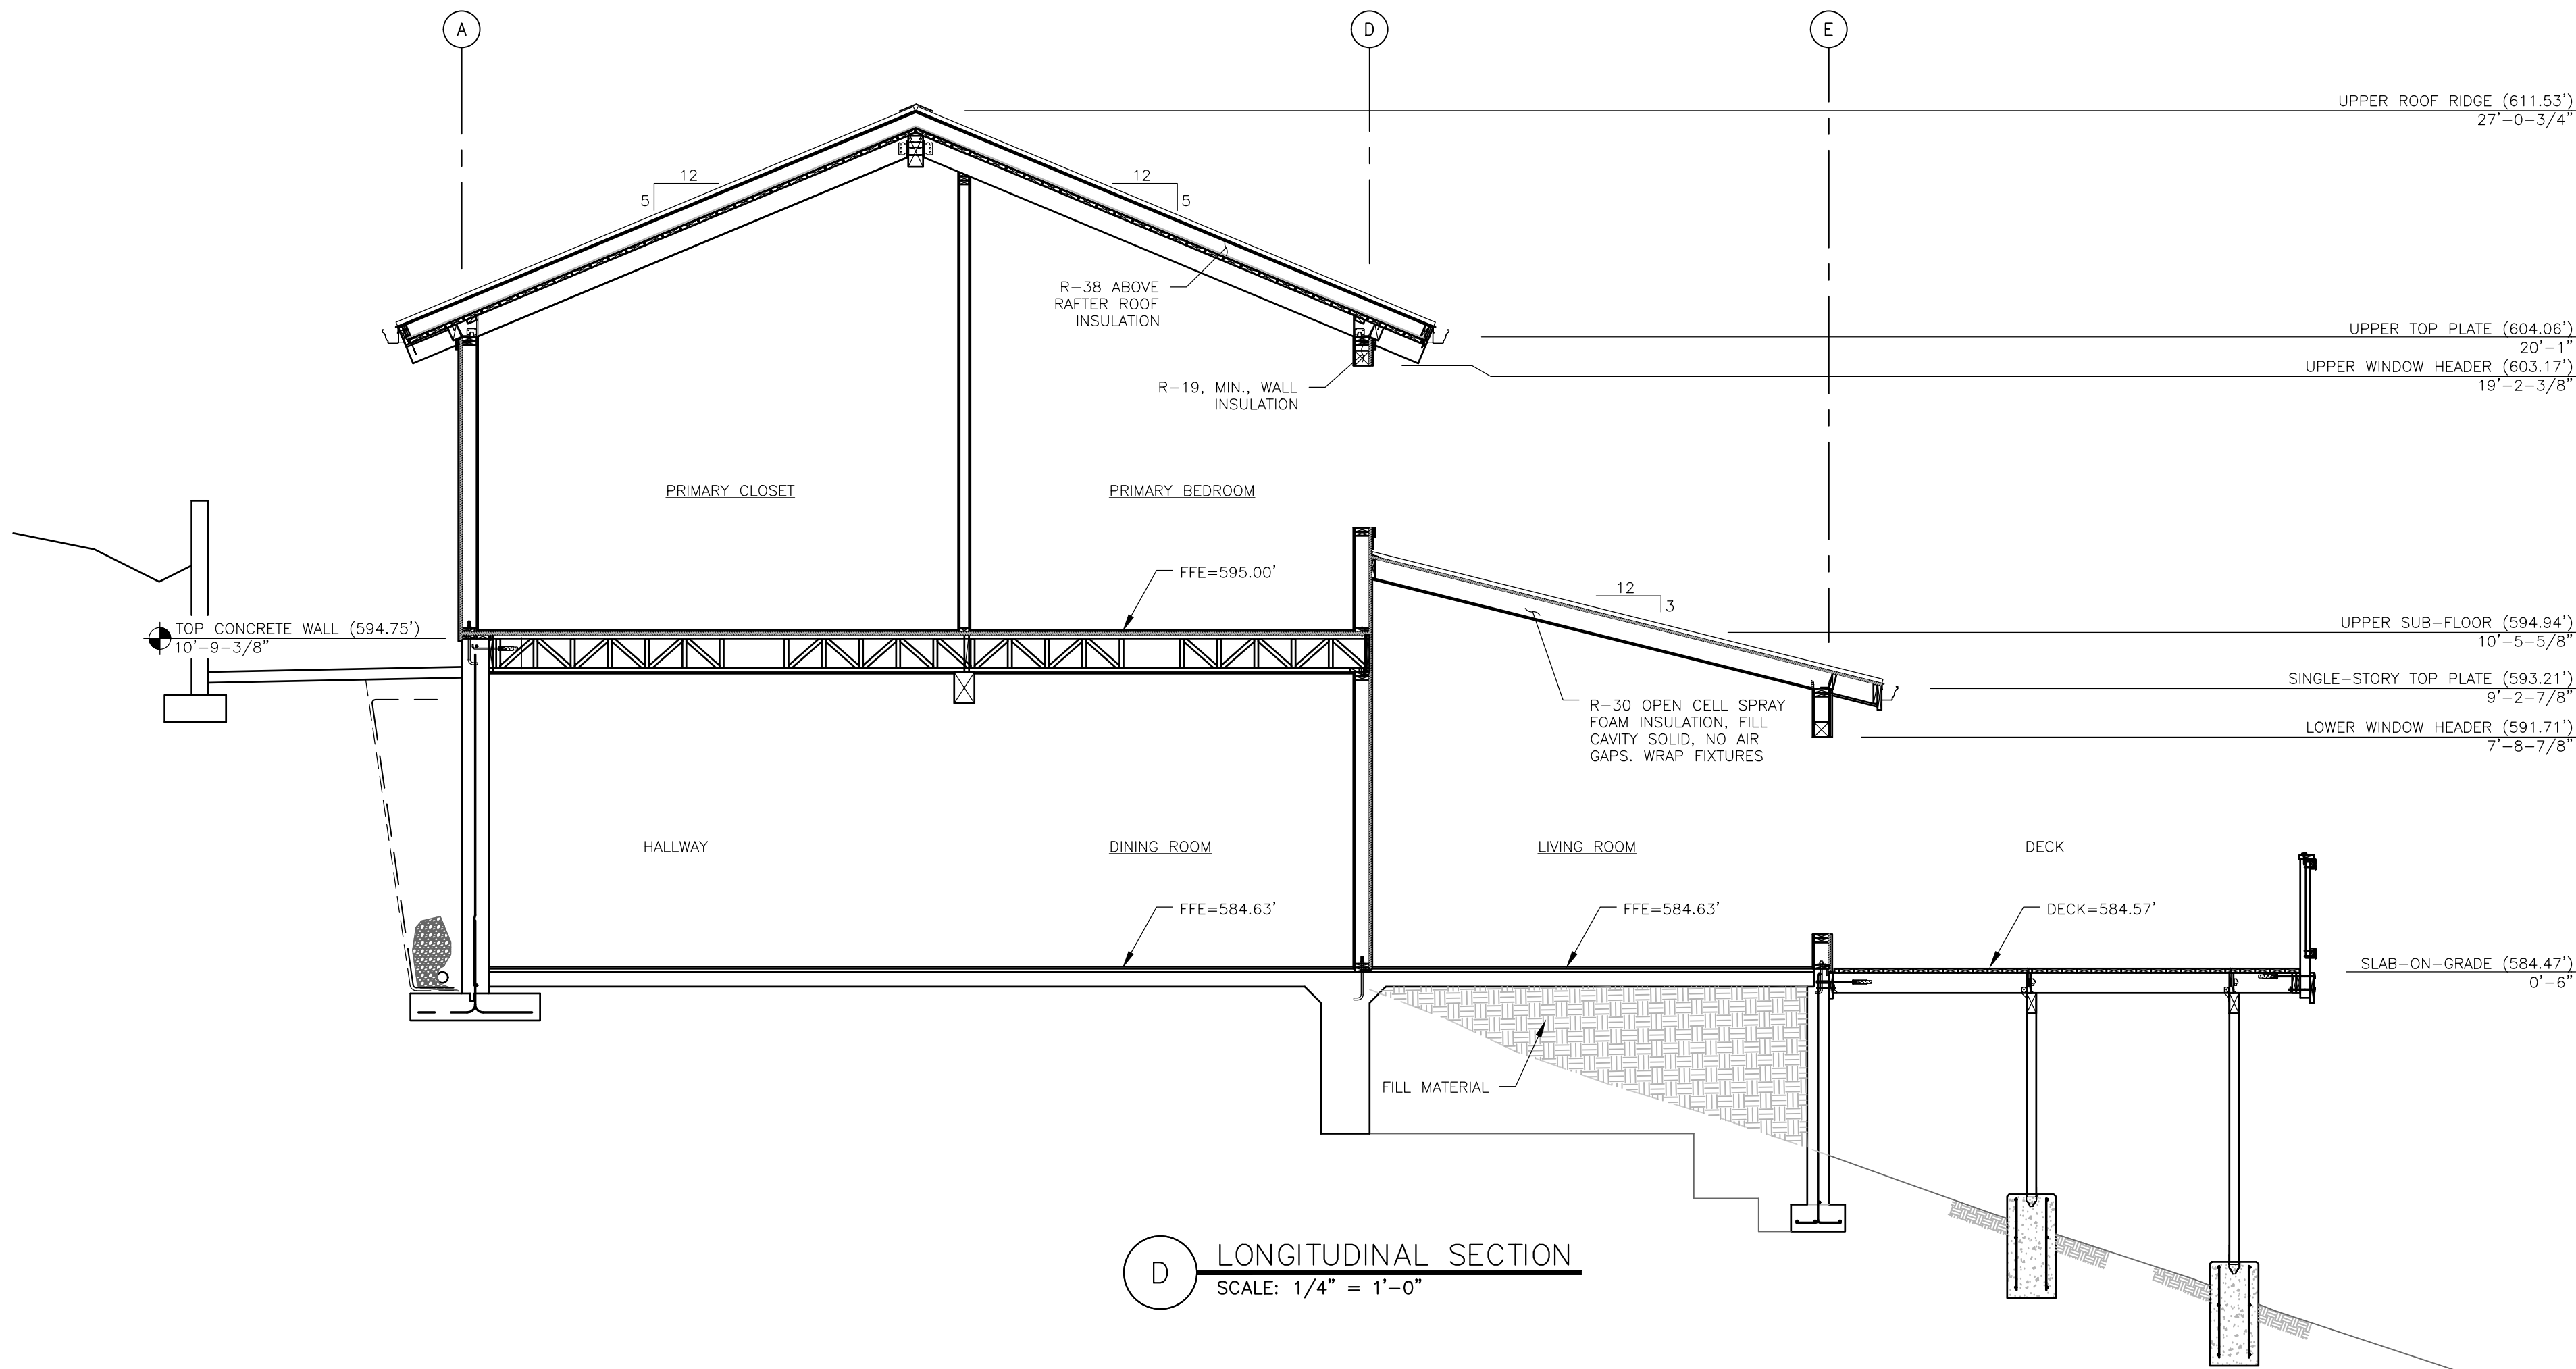 A
D
E
UPPER ROOF RIDGE (611.53')
27'-0-3/4"
12
5
12
5
R-38 ABOVE
RAFTER ROOF
INSULATION
UPPER TOP PLATE (604.06')
20'-1"
UPPER WINDOW HEADER (603.17')
19'-2-3/8"
R-19, MIN., WALL
INSULATION
PRIMARY CLOSET
PRIMARY BEDROOM
FFE=595.00'
12
3
TOP CONCRETE WALL (594.75')
10'-9-3/8"
UPPER SUB-FLOOR (594.94')
10'-5-5/8"
SINGLE-STORY TOP PLATE (593.21')
9'-2-7/8"
R-30 OPEN CELL SPRAY
FOAM INSULATION, FILL
CAVITY SOLID, NO AIR
GAPS. WRAP FIXTURES
LOWER WINDOW HEADER (591.71')
7'-8-7/8"
HALLWAY
DINING ROOM
LIVING ROOM
DECK
FFE=584.63'
FFE=584.63'
DECK=584.57'
SLAB-ON-GRADE (584.47')
0'-6"
FILL MATERIAL
D
LONGITUDINAL SECTION
SCALE: 1/4" = 1'-0"